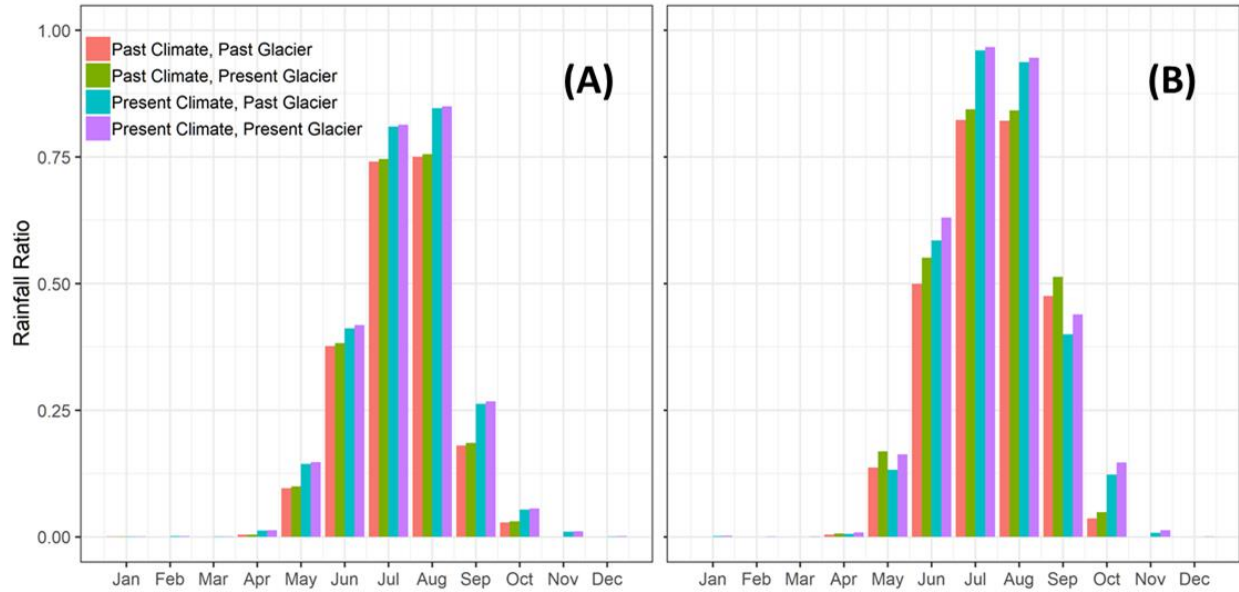 1.00
0.75
0.50
0.25
0.00
Rainfall Ratio
Past Climate, Past Glacier
Past Climate, Present Glacier
Present Climate, Past Glacier
Present Climate, Present Glacier
(A)
(B)
Jan Feb Mar Apr May Jun Jul Aug Sep Oct Nov Dec
Jan Feb Mar Apr May Jun Jul Aug Sep Oct Nov Dec